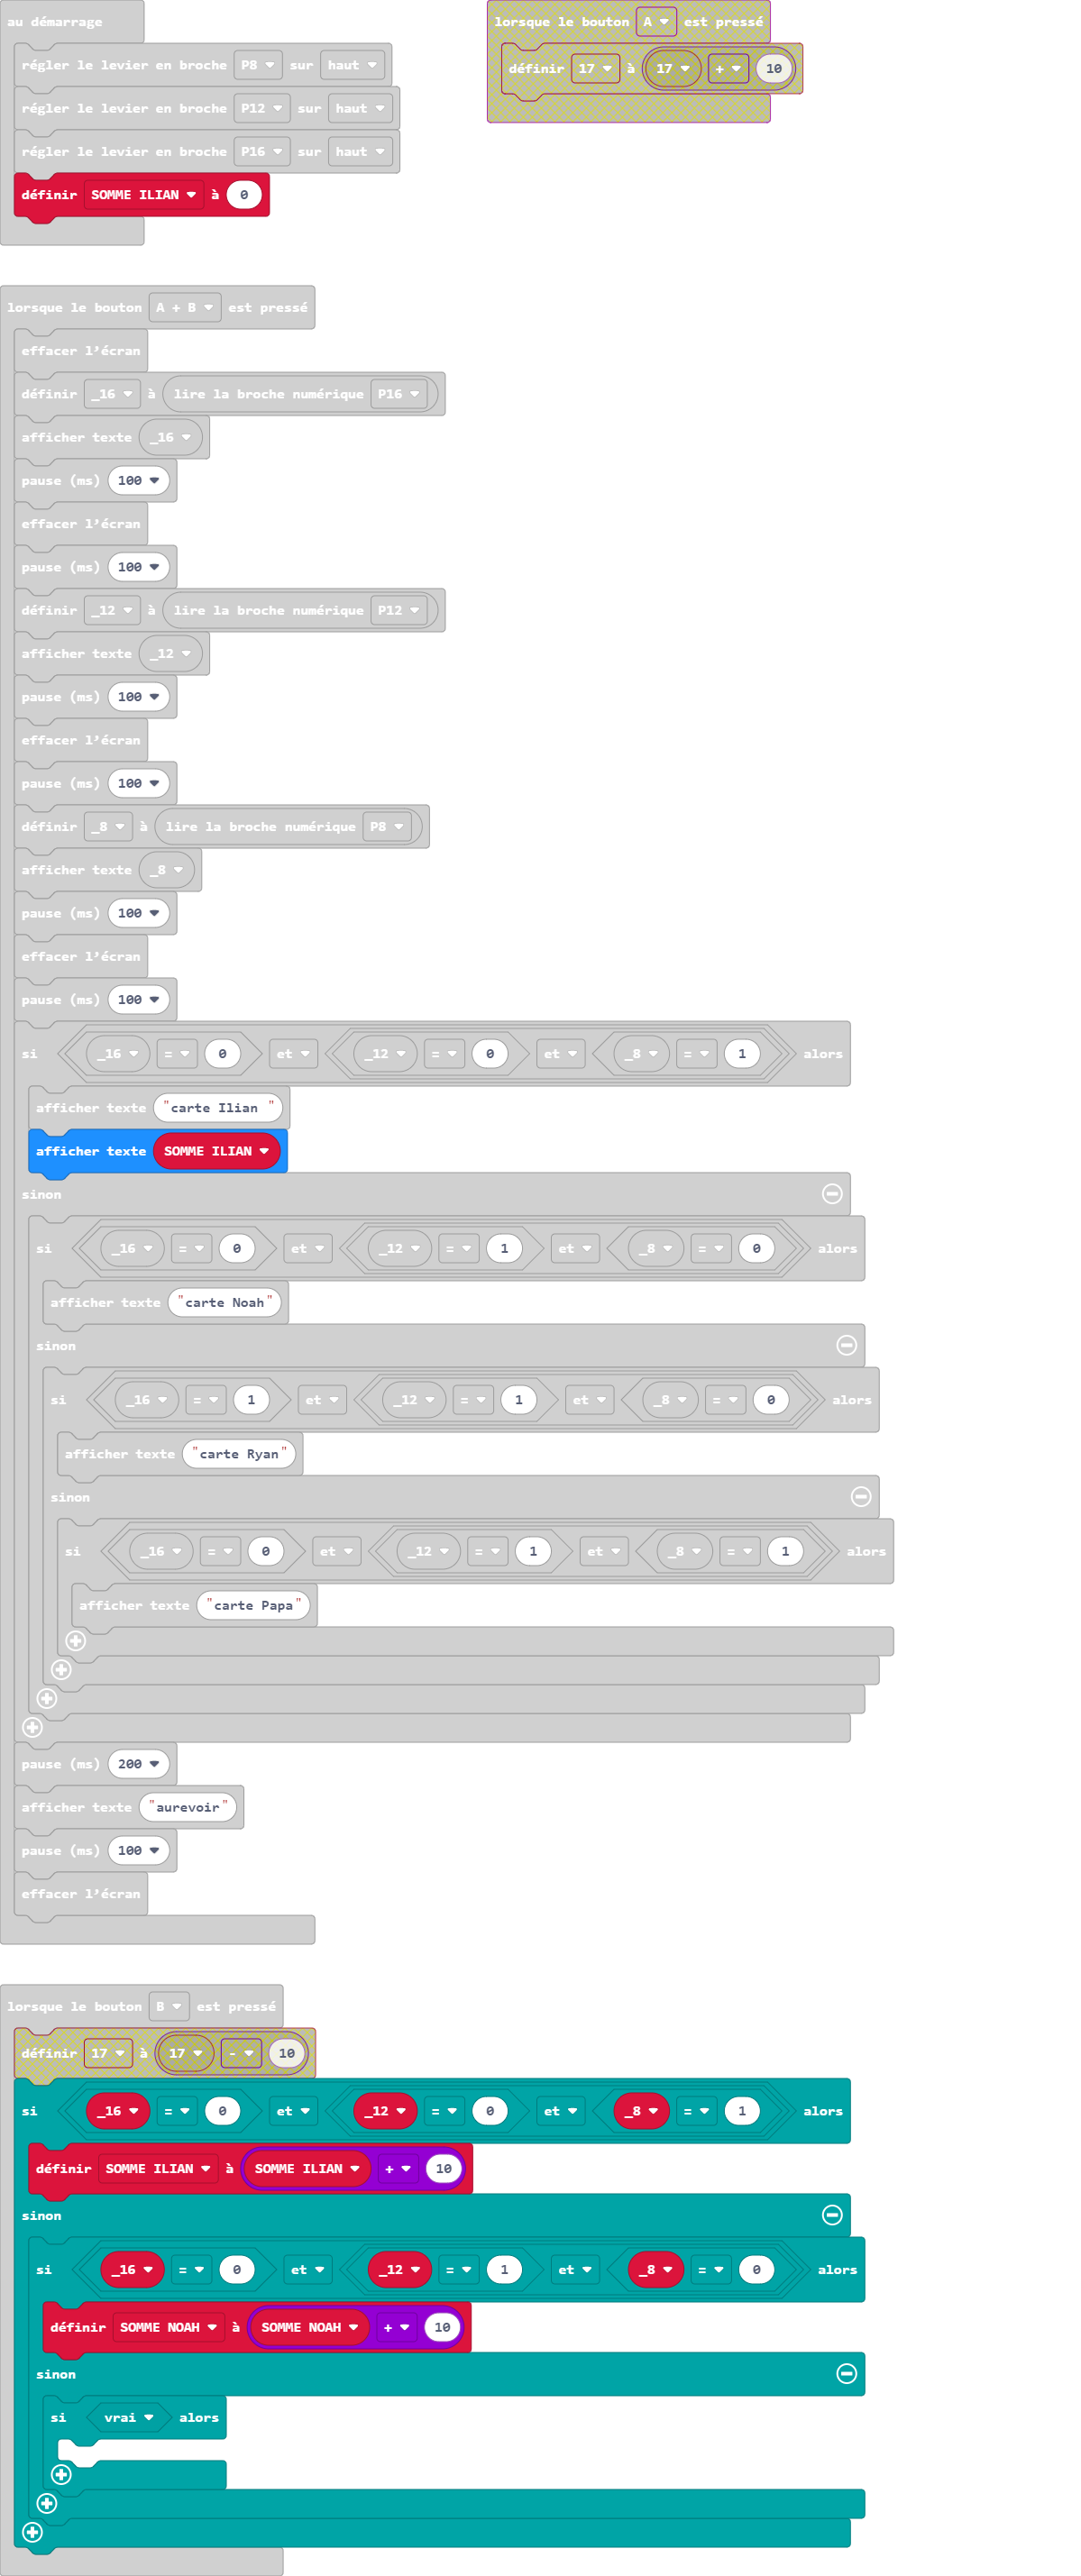 au démarrage
régler le levier en broche P8 sur haut
régler le levier en broche P12 sur haut
régler le levier en broche P16 sur haut
définir SOMME ILIAN à 0
lorsque le bouton A est pressé
définir 17 à 17 + 10
lorsque le bouton A + B est pressé
effacer l’écran
définir _16 à lire la broche numérique P16
afficher texte _16
pause (ms) 100
effacer l’écran
pause (ms) 100
définir _12 à lire la broche numérique P12
afficher texte _12
pause (ms) 100
effacer l’écran
pause (ms) 100
définir _8 à lire la broche numérique P8
afficher texte _8
pause (ms) 100
effacer l’écran
pause (ms) 100
si _16 = 0 et _12 = 0 et _8 = 1 alors
afficher texte "carte Ilian "
afficher texte SOMME ILIAN
sinon
si _16 = 0 et _12 = 1 et _8 = 0 alors
afficher texte "carte Noah"
sinon
si _16 = 1 et _12 = 1 et _8 = 0 alors
afficher texte "carte Ryan"
sinon
si _16 = 0 et _12 = 1 et _8 = 1 alors
afficher texte "carte Papa"
pause (ms) 200
afficher texte "aurevoir"
pause (ms) 100
effacer l’écran
lorsque le bouton B est pressé
définir 17 à 17 - 10
si _16 = 0 et _12 = 0 et _8 = 1 alors
définir SOMME ILIAN à SOMME ILIAN + 10
sinon
si _16 = 0 et _12 = 1 et _8 = 0 alors
définir SOMME NOAH à SOMME NOAH + 10
sinon
si vrai alors